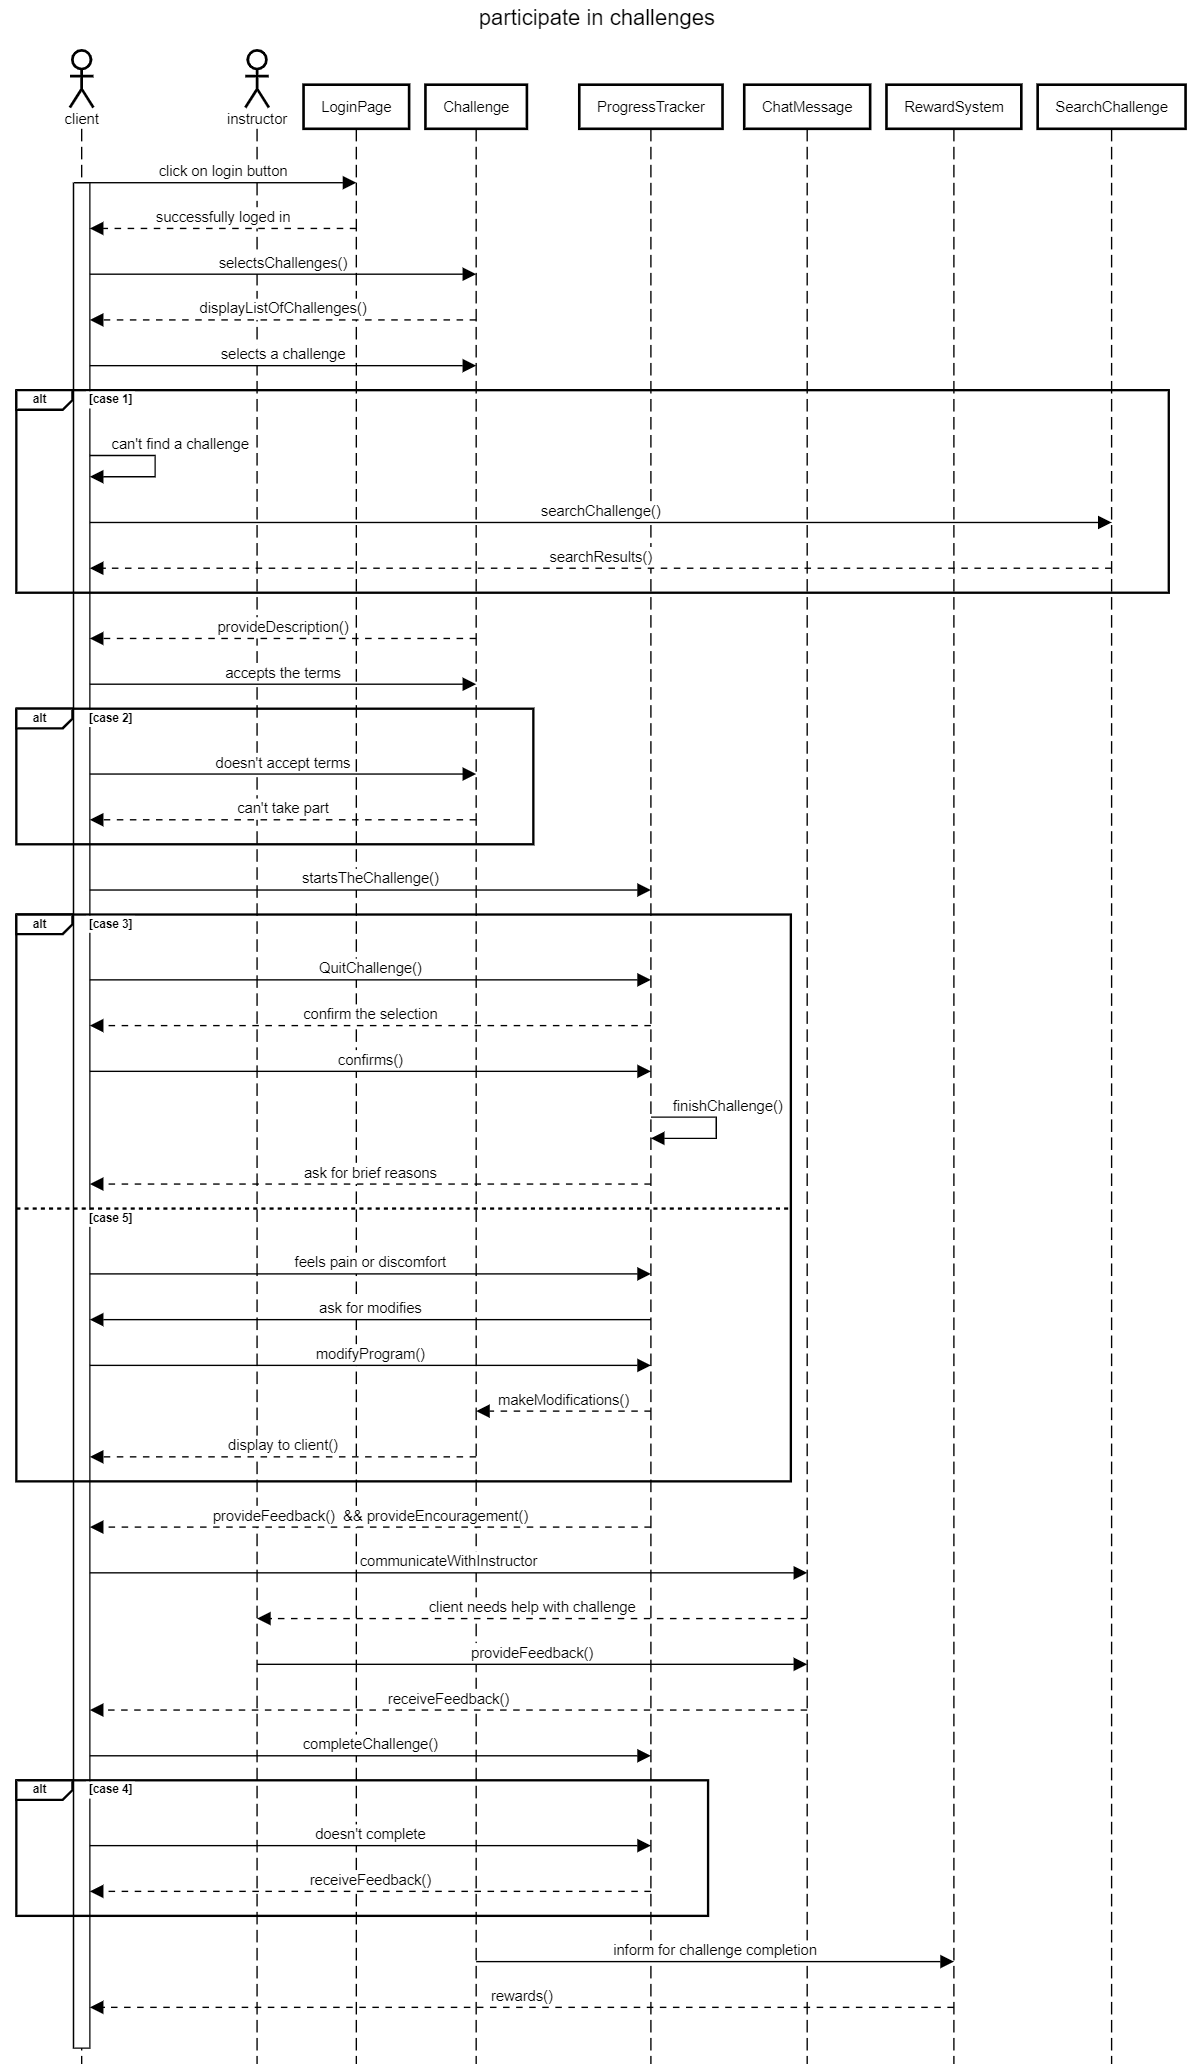 participate in challenges
client
instructor
LoginPage
Challenge
ProgressTracker
ChatMessage
RewardSystem
SearchChallenge
click on login button
successfully loged in
selectsChallenges()
displayListOfChallenges()
selects a challenge
alt
[case 1]
can't find a challenge
searchChallenge()
searchResults()
provideDescription()
accepts the terms
alt
[case 2]
doesn't accept terms
can't take part
startsTheChallenge()
alt
[case 3]
QuitChallenge()
confirm the selection
confirms()
finishChallenge()
ask for brief reasons
[case 5]
feels pain or discomfort
ask for modifies
modifyProgram()
makeModifications()
display to client()
provideFeedback() && provideEncouragement()
communicateWithInstructor
client needs help with challenge
provideFeedback()
receiveFeedback()
completeChallenge()
alt
[case 4]
doesn't complete
receiveFeedback()
inform for challenge completion
rewards()